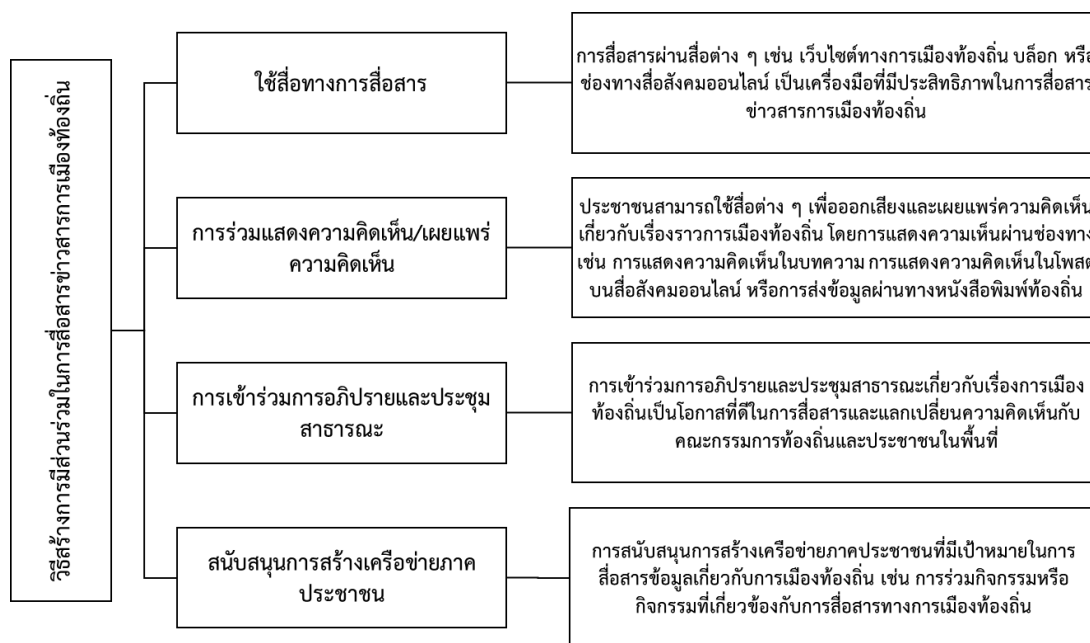 วิธีสร้างการมีส่วนร่วมในการสื่อสารข่าวสารการเมืองท้องถิ่น
ใช้สื่อทางการสื่อสาร
การสื่อสารผ่านสื่อต่าง ๆ เช่น เว็บไซต์ทางการเมืองท้องถิ่น บล็อก หรือ
ช่องทางสื่อสังคมออนไลน์ เป็นเครื่องมือที่มีประสิทธิภาพในการสื่อสาร
ข่าวสารการเมืองท้องถิ่น
การร่วมแสดงความคิดเห็น/เผยแพร่
ความคิดเห็น
ประชาชนสามารถใช้สื่อต่าง ๆ เพื่อออกเสียงและเผยแพร่ความคิดเห็น
เกี่ยวกับเรื่องราวการเมืองท้องถิ่น โดยการแสดงความเห็นผ่านช่องทาง
เช่น การแสดงความคิดเห็นในบทความ การแสดงความคิดเห็นในโพสต์
บนสื่อสังคมออนไลน์ หรือการส่งข้อมูลผ่านทางหนังสือพิมพ์ท้องถิ่น
การเข้าร่วมการอภิปรายและประชุม
สาธารณะ
การเข้าร่วมการอภิปรายและประชุมสาธารณะเกี่ยวกับเรื่องการเมือง
ท้องถิ่นเป็นโอกาสที่ดีในการสื่อสารและแลกเปลี่ยนความคิดเห็นกับ
คณะกรรมการท้องถิ่นและประชาชนในพื้นที่
สนับสนุนการสร้างเครือข่ายภาค
ประชาชน
การสนับสนุนการสร้างเครือข่ายภาคประชาชนที่มีเป้าหมายในการ
สื่อสารข้อมูลเกี่ยวกับการเมืองท้องถิ่น เช่น การร่วมกิจกรรมหรือ
กิจกรรมที่เกี่ยวข้องกับการสื่อสารทางการเมืองท้องถิ่น